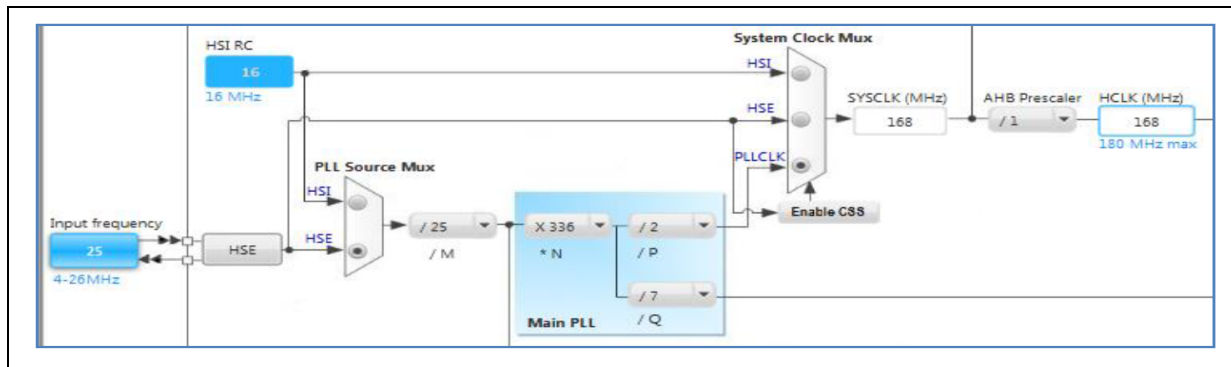 System Clock Mux
HSI RC
16
16 MHz
HSI
HSE
PLLCLK
SYSCLK (MHz)
168
AHB Prescaler
/ 1
HCLK (MHz)
168
180 MHz max
Enable CSS
PLL Source Mux
HSI
HSE
Input frequency
25
4-26MHz
HSE
/ 25
/ M
X 336
* N
/ 2
/ P
/ 7
/ Q
Main PLL